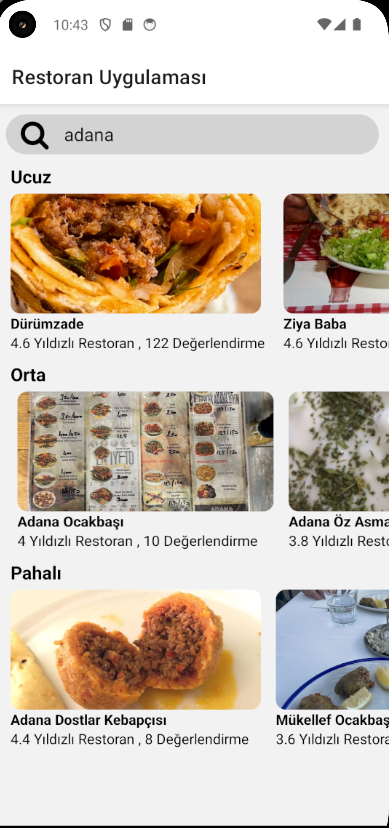 10:43
Restoran Uygulaması
adana
Ucuz
Dürümzade
Ziya Baba
4.6 Yıldızlı Restoran , 122 Değerlendirme
4.6 Yıldızlı Resto
Orta
Adana Ocakbaşı
Adana Öz Asma
4 Yıldızlı Restoran , 10 Değerlendirme
3.8 Yıldızlı Resto
Pahalı
Adana Dostlar Kebapçısı
Mükellef Ocakbaş
4.4 Yıldızlı Restoran , 8 Değerlendirme
3.6 Yıldızlı Restora